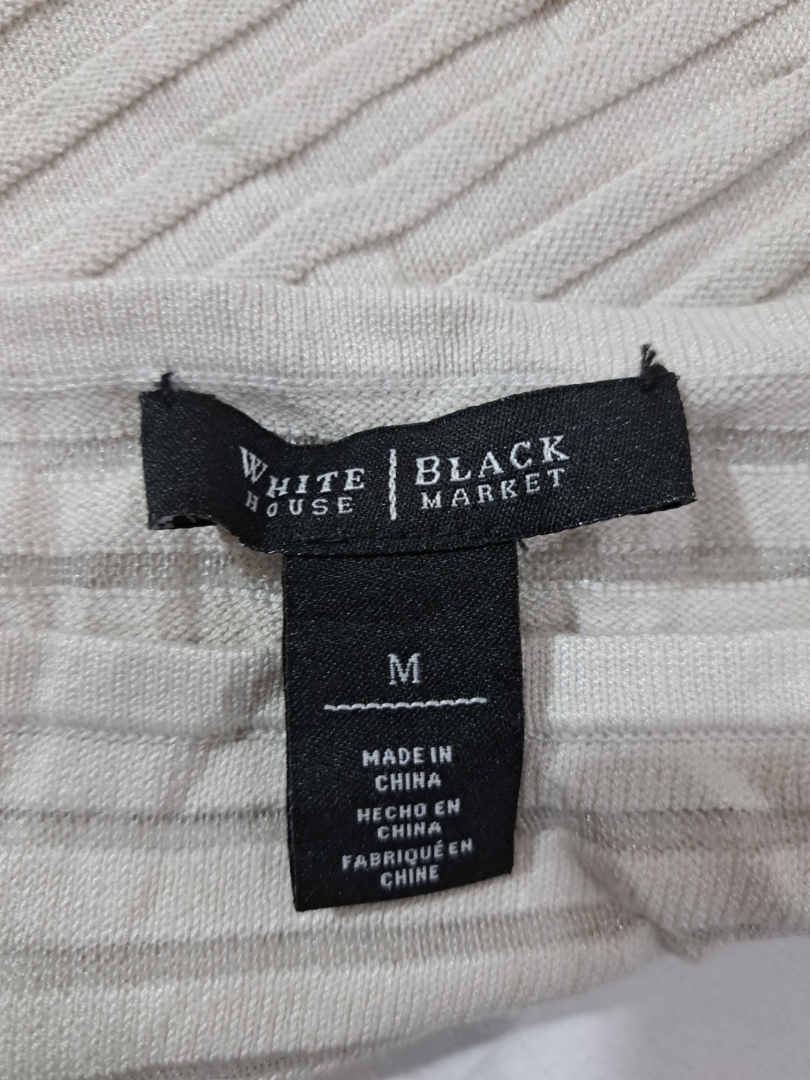 WHITE | BLACK
HOUSE | MARKET
M
MADE IN
CHINA
HECHO EN
CHINA
FABRIQUÉ EN
CHINE